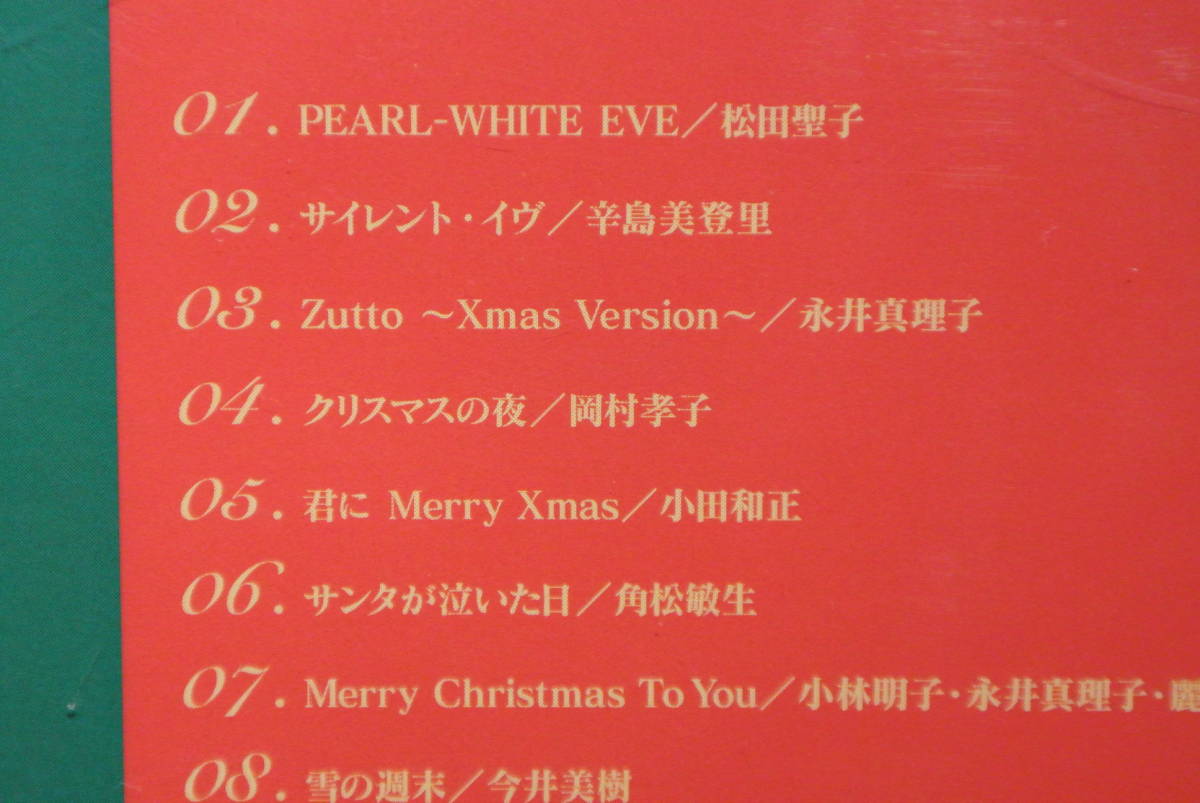 01. PEARL-WHITE EVE／松田聖子
02. サイレント・イヴ／辛島美登里
03. Zutto ～Xmas Version～／永井真理子
04. クリスマスの夜／岡村孝子
05. 君に Merry Xmas／小田和正
06. サンタが泣いた日／角松敏生
07. Merry Christmas To You／小林明子・永井真理子・麗
08. 雪の週末／今井美樹